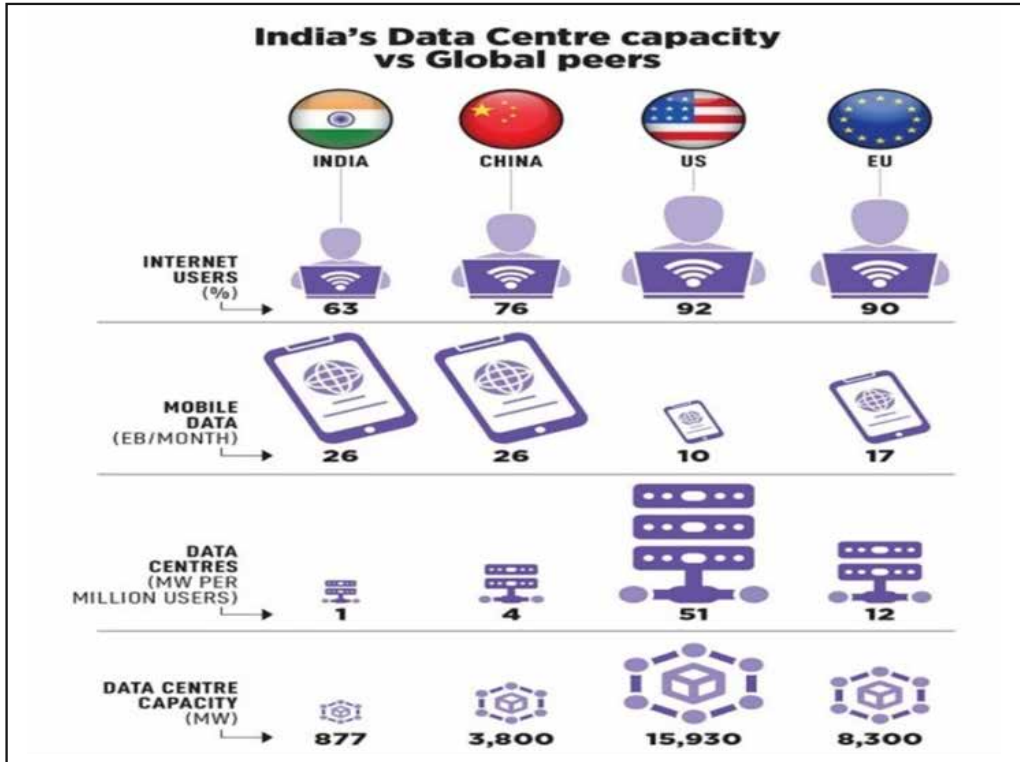 India's Data Centre capacity
vs Global peers
INDIA CHINA US EU
INTERNET
USERS
(%)
63 76 92 90
MOBILE
DATA
(EB/MONTH)
26 26 10 17
DATA
CENTRES
(MW PER
MILLION USERS)
1 4 51 12
DATA CENTRE
CAPACITY
(MW)
877 3,800 15,930 8,300